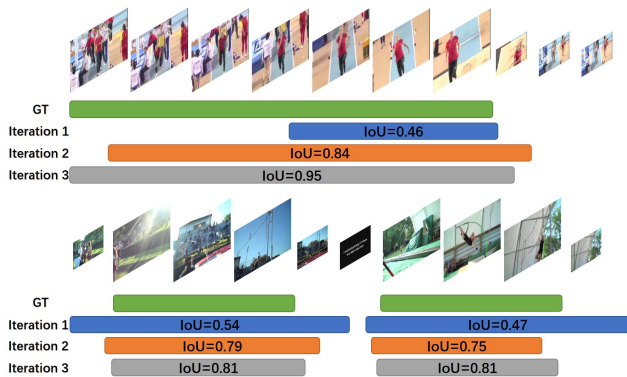 GT
Iteration 1 IoU=0.46
Iteration 2 IoU=0.84
Iteration 3 IoU=0.95
GT
Iteration 1 IoU=0.54 IoU=0.47
Iteration 2 IoU=0.79 IoU=0.75
Iteration 3 IoU=0.81 IoU=0.81